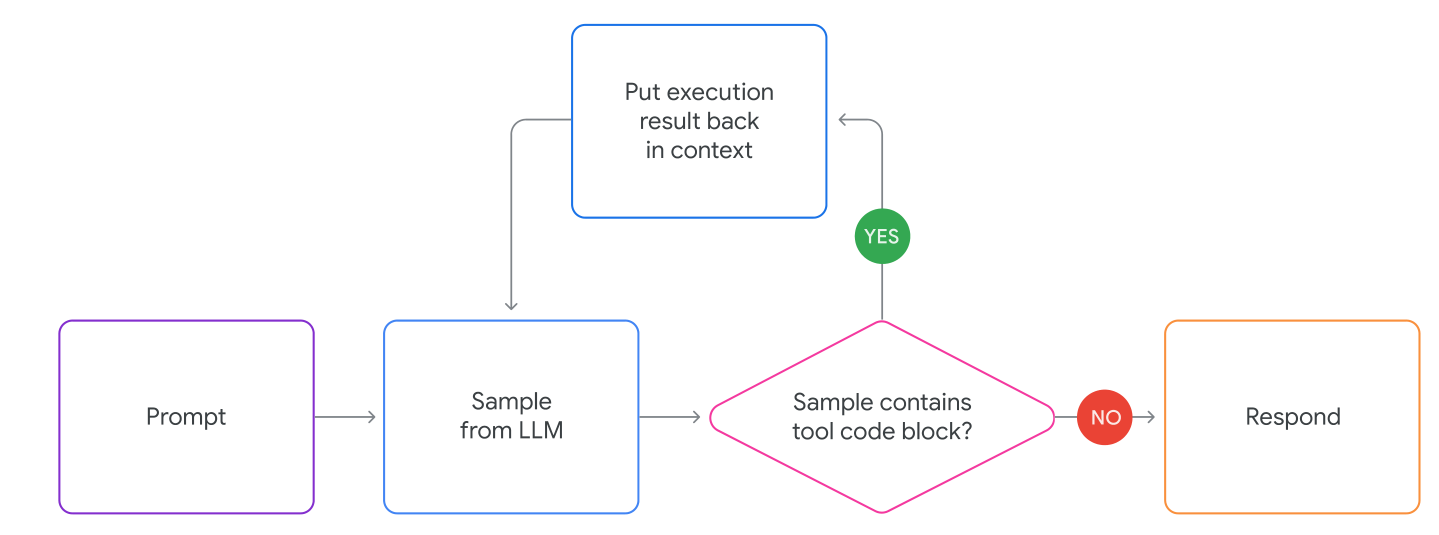 Put execution
result back
in context
YES
Prompt
Sample
from LLM
Sample contains
tool code block?
NO
Respond